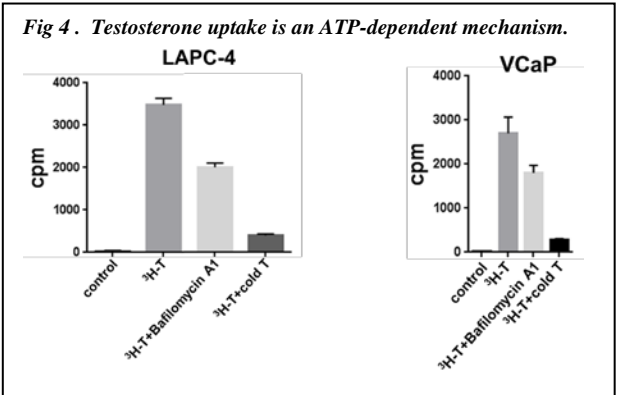 Fig 4 . Testosterone uptake is an ATP-dependent mechanism.
LAPC-4
4000
3000
2000
1000
0
cpm
control
³H-T
³H-T+Bafilomycin A1
³H-T+cold T
VCaP
4000
3000
2000
1000
0
cpm
control
³H-T
³H-T+Bafilomycin A1
³H-T+cold T